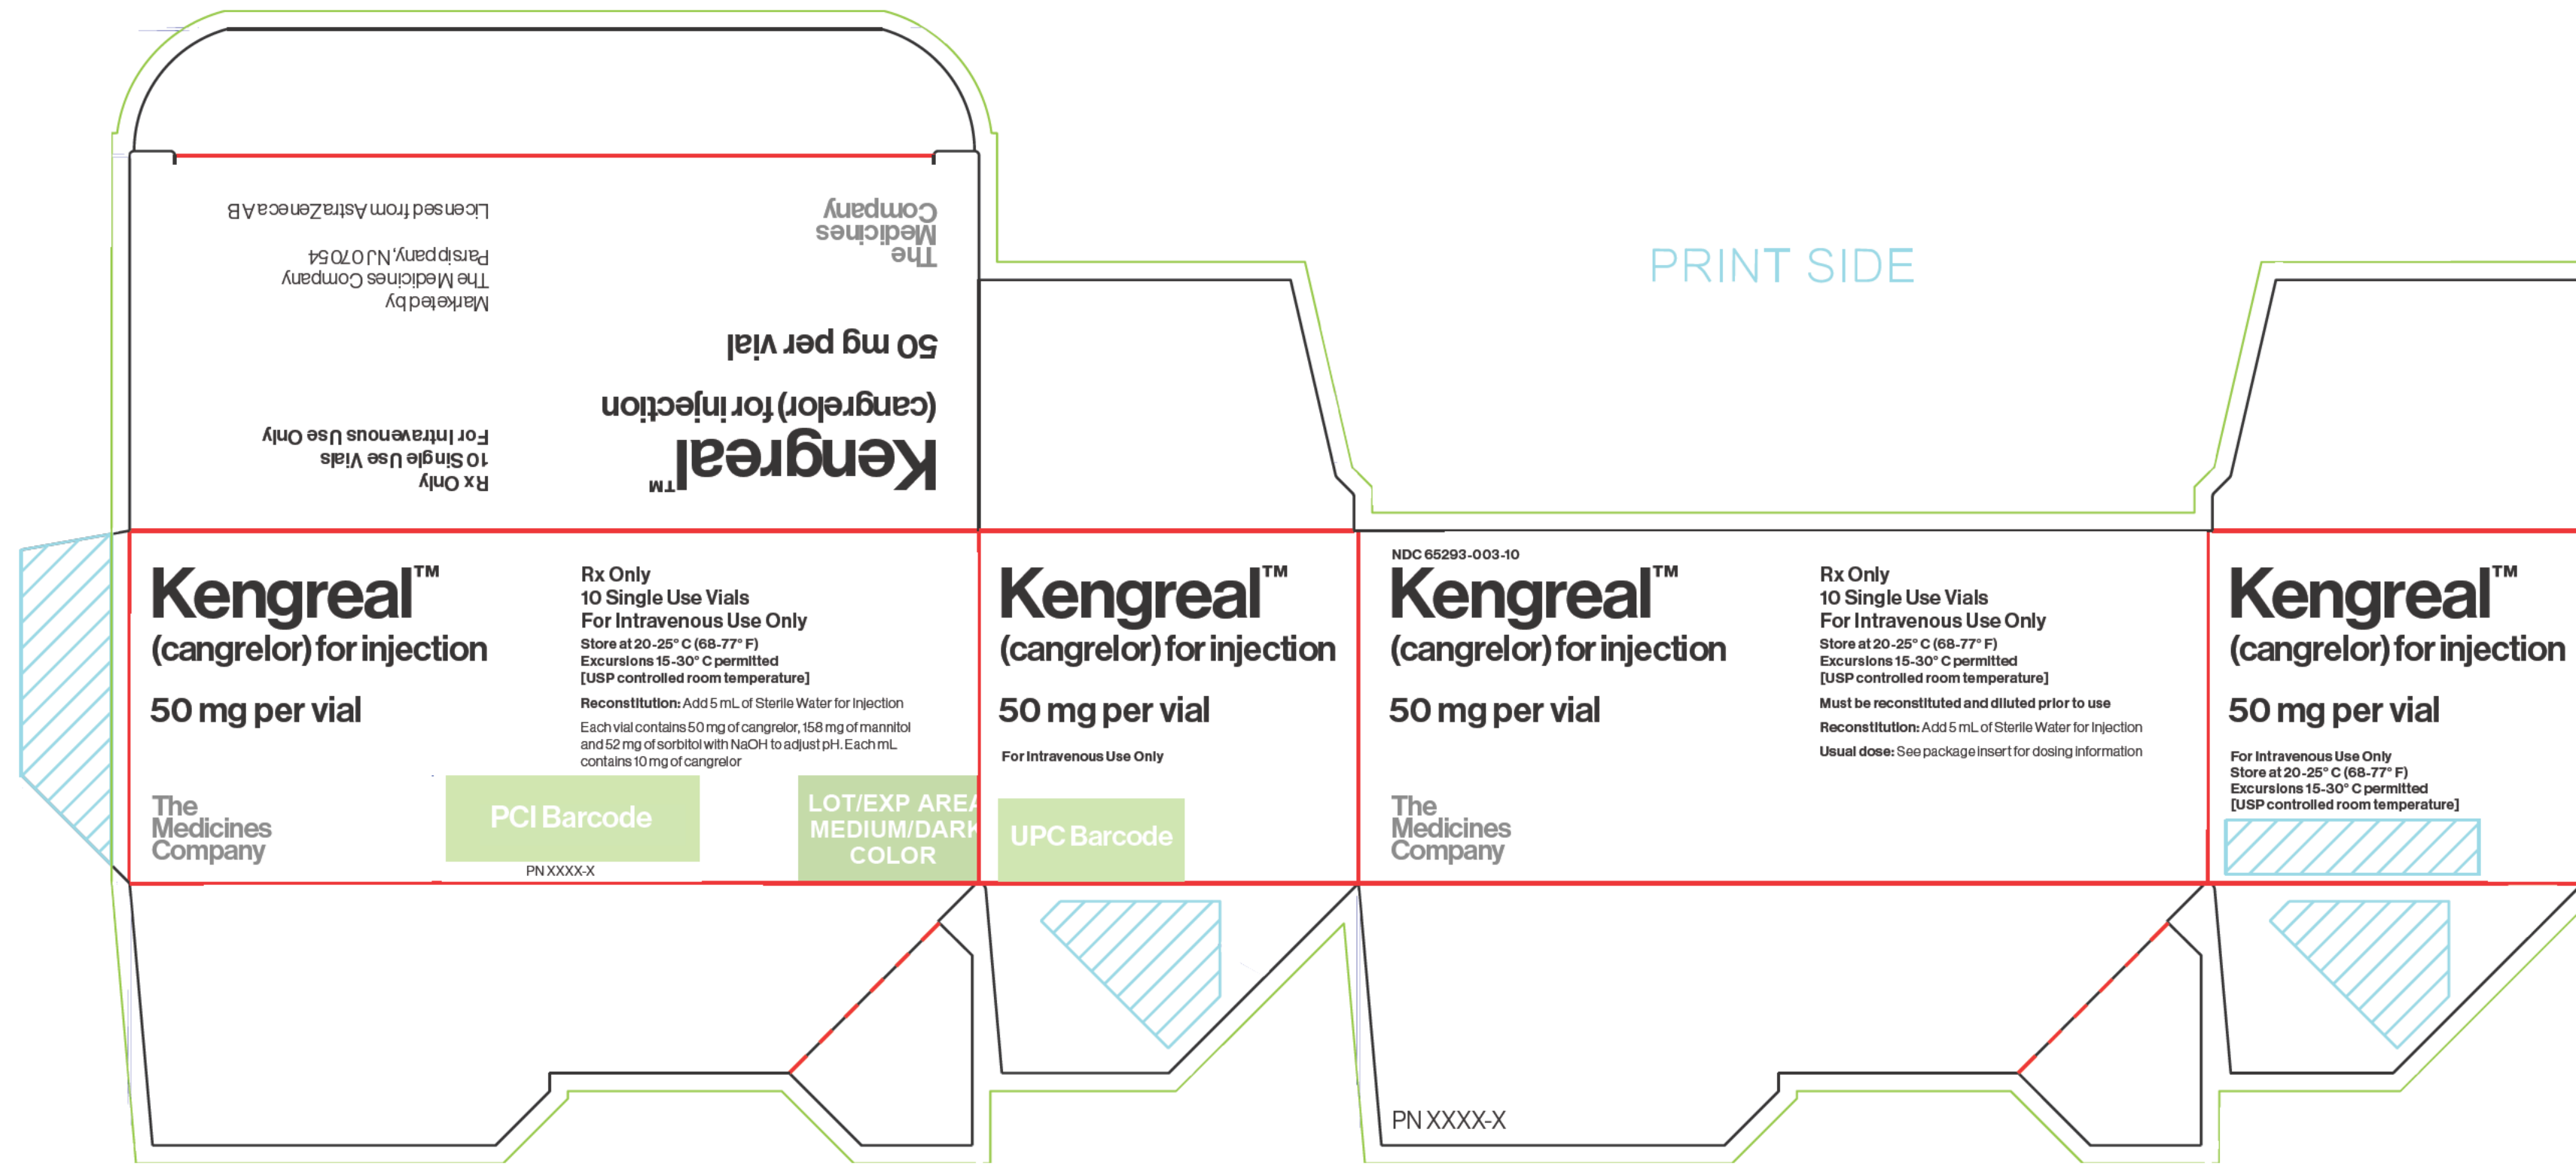 Kengreal™
(cangrelor) for injection
50 mg per vial
The
Medicines
Company
Rx Only
10 Single Use Vials
For Intravenous Use Only
Marketed by
The Medicines Company
Parsippany, NJ 07054
Licensed from AstraZeneca AB
PRINT SIDE
Kengreal™
(cangrelor) for injection
50 mg per vial
The
Medicines
Company
Rx Only
10 Single Use Vials
For Intravenous Use Only
Store at 20-25° C (68-77° F)
Excursions 15-30° C permitted
[USP controlled room temperature]
Reconstitution: Add 5 mL of Sterile Water for Injection
Each vial contains 50 mg of cangrelor, 158 mg of mannitol
and 52 mg of sorbitol with NaOH to adjust pH. Each mL
contains 10 mg of cangrelor
PCI Barcode
PN XXXX-X
LOT/EXP AREA
MEDIUM/DARK
COLOR
Kengreal™
(cangrelor) for injection
50 mg per vial
For Intravenous Use Only
UPC Barcode
NDC 65293-003-10
Kengreal™
(cangrelor) for injection
50 mg per vial
The
Medicines
Company
Rx Only
10 Single Use Vials
For Intravenous Use Only
Store at 20-25° C (68-77° F)
Excursions 15-30° C permitted
[USP controlled room temperature]
Must be reconstituted and diluted prior to use
Reconstitution: Add 5 mL of Sterile Water for Injection
Usual dose: See package insert for dosing information
Kengreal™
(cangrelor) for injection
50 mg per vial
For Intravenous Use Only
Store at 20-25° C (68-77° F)
Excursions 15-30° C permitted
[USP controlled room temperature]
PN XXXX-X